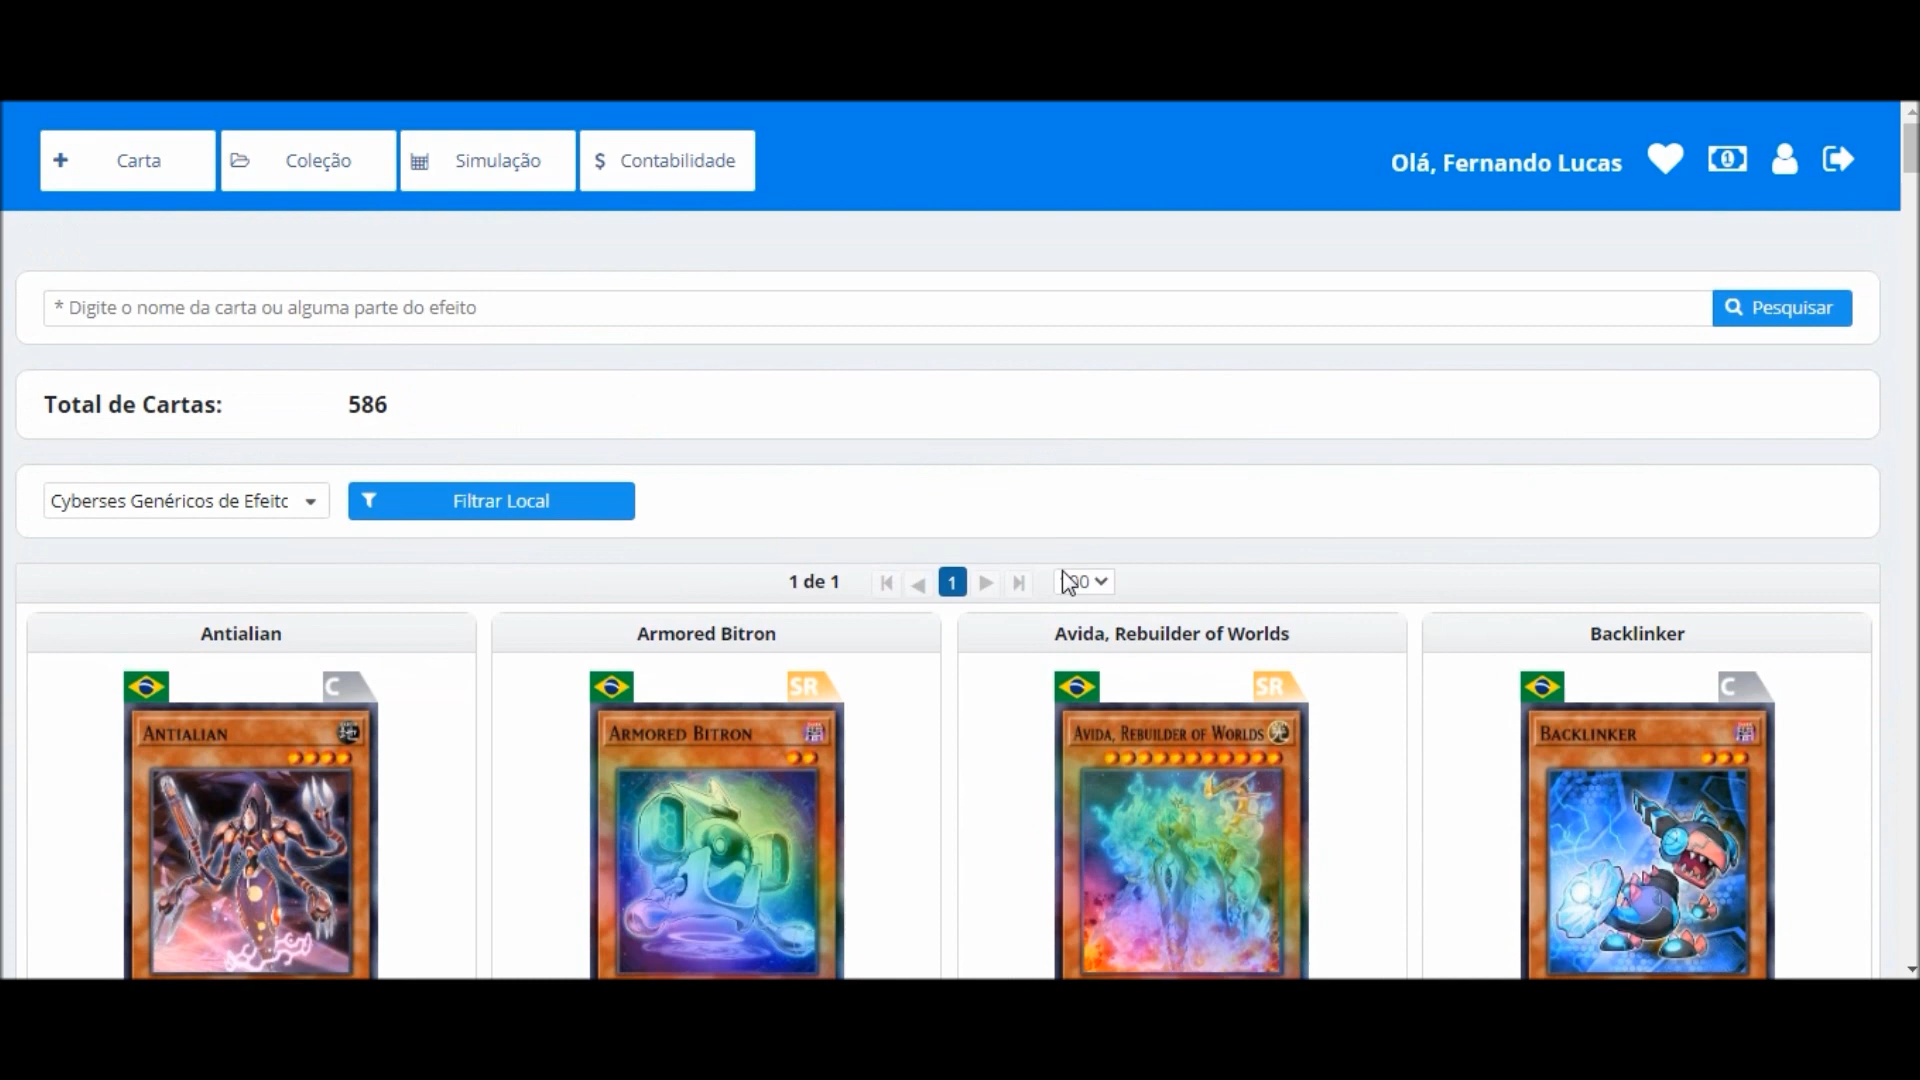 Carta Coleção Simulação $ Contabilidade Olá, Fernando Lucas
* Digite o nome da carta ou alguma parte do efeito Pesquisar
Total de Cartas: 586
Cyberses Genéricos de Efeito Filtrar Local
1 de 1 1
Antialian Armored Bitron Avida, Rebuilder of Worlds Backlinker
C SR SR C
ANTIALIAN ARMORED BITRON AVIDA, REBUILDER OF WORLDS BACKLINKER